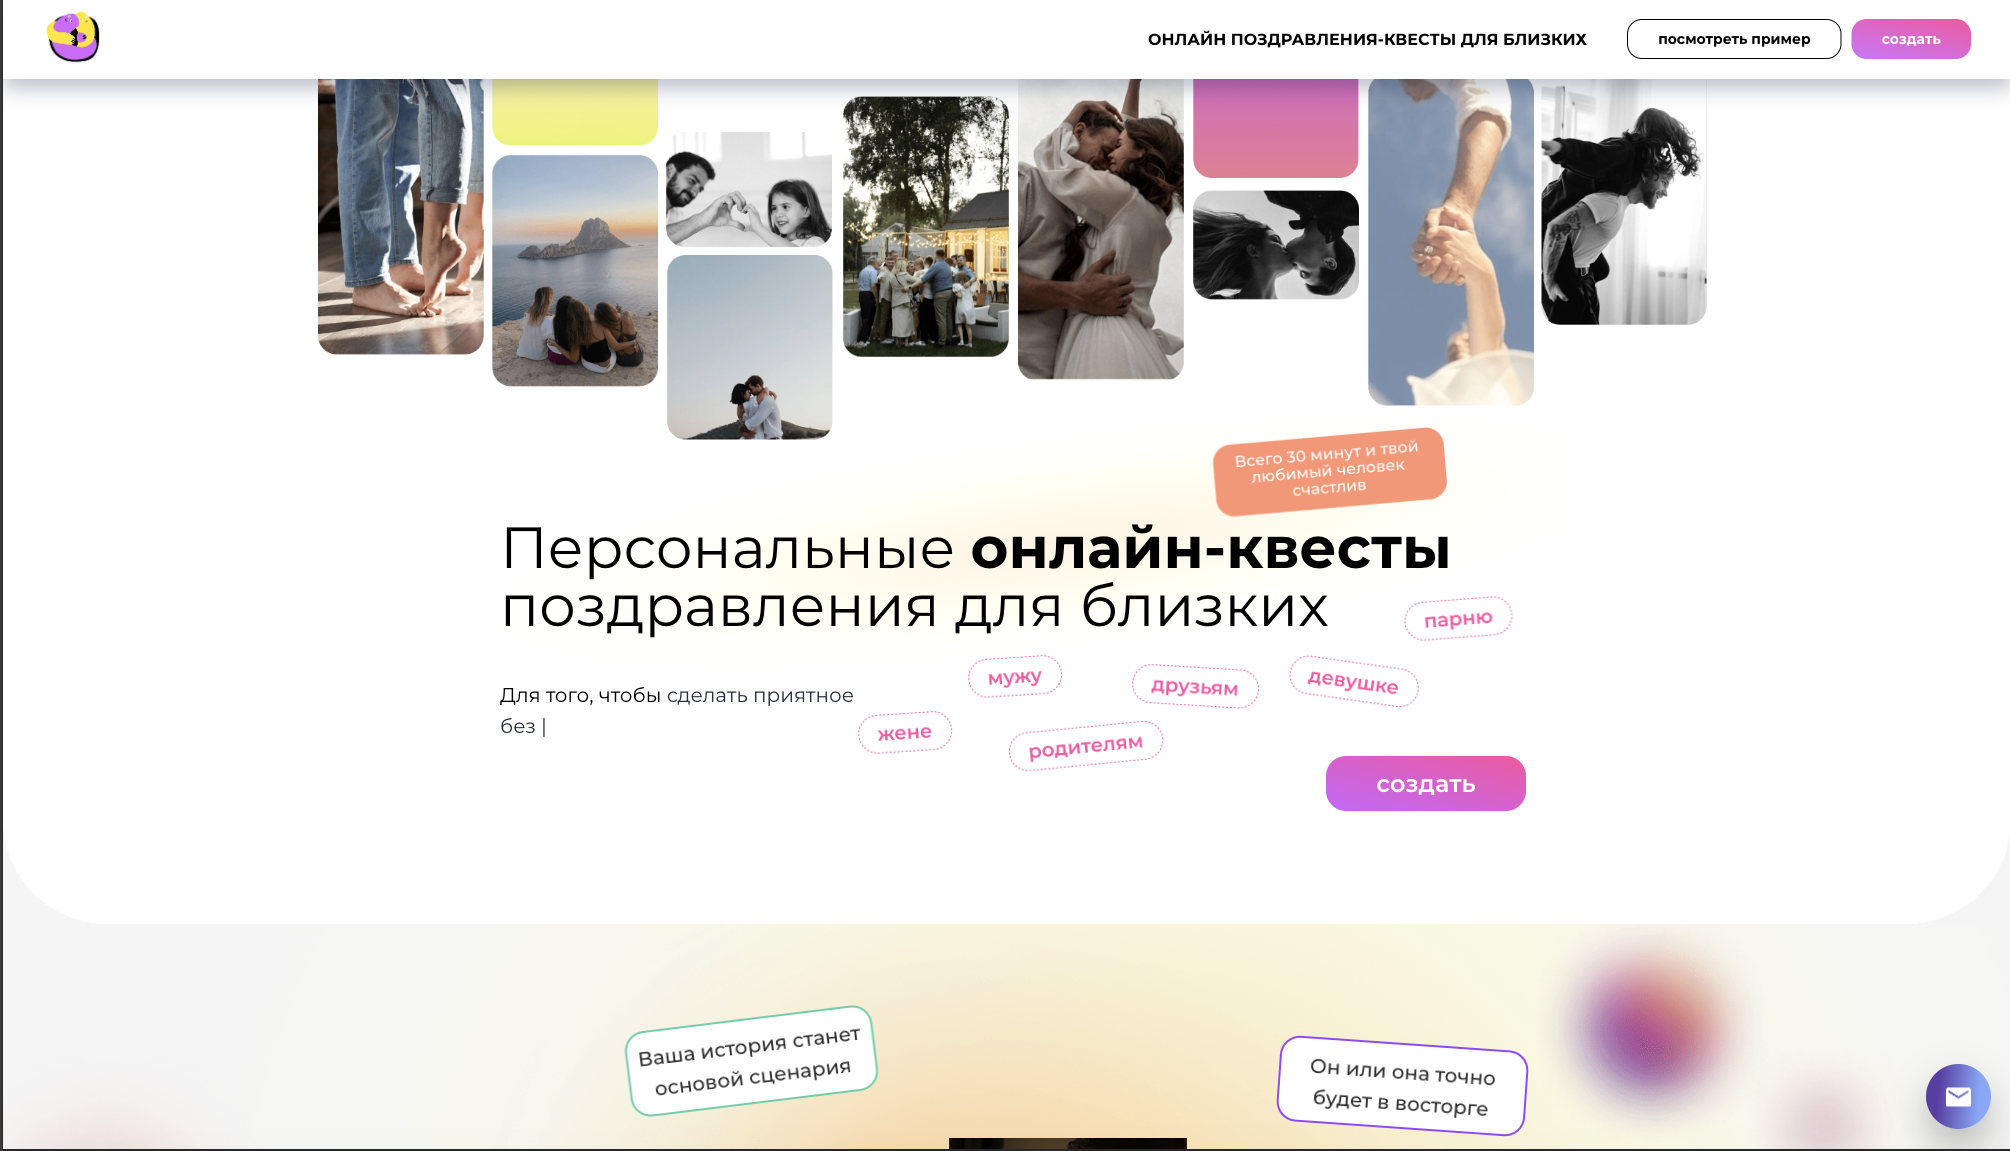 ОНЛАЙН ПОЗДРАВЛЕНИЯ-КВЕСТЫ ДЛЯ БЛИЗКИХ
посмотреть пример
создать
Всего 30 минут и твой
любимый человек
счастлив
Персональные онлайн-квесты
поздравления для близких
парню
мужу
друзьям
девушке
Для того, чтобы сделать приятное
без |
жене
родителям
создать
Ваша история станет
основой сценария
Он или она точно
будет в восторге